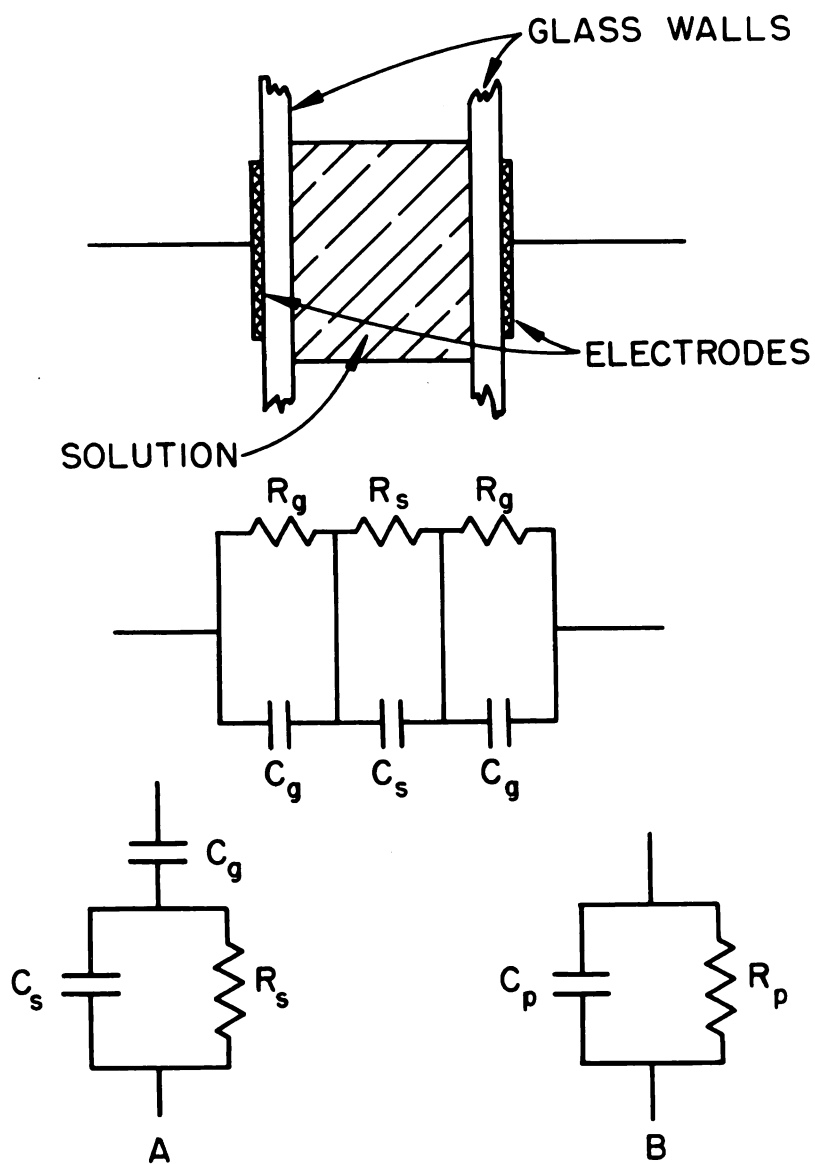 GLASS WALLS
ELECTRODES
SOLUTION
Rg Rs Rg
Cg Cs Cg
Cg
Cs Rs
Cp Rp
A B